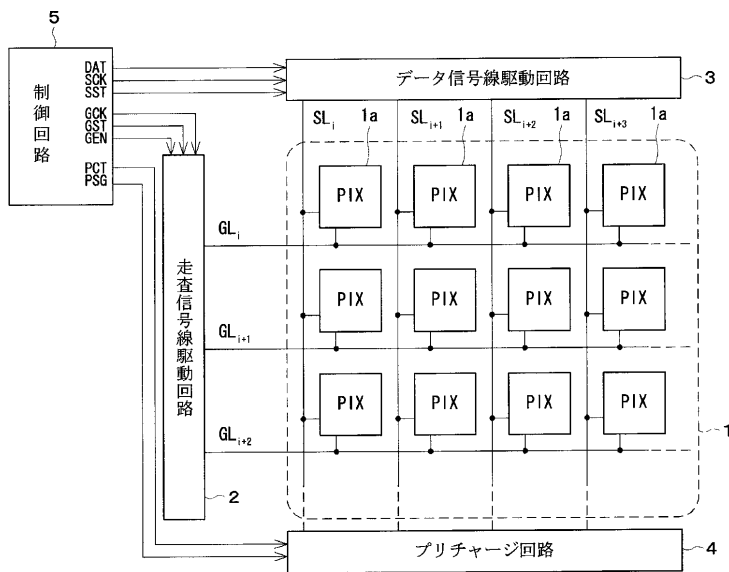 5
制御回路
DAT
SCK
SST
GCK
GST
GEN
PCT
PSG
データ信号線駆動回路
3
SLi SLi+1 SLi+2 SLi+3
1a 1a 1a 1a
PIX PIX PIX PIX
GLi
PIX PIX PIX PIX
GLi+1
PIX PIX PIX PIX
GLi+2
1
走査信号線駆動回路
2
プリチャージ回路
4